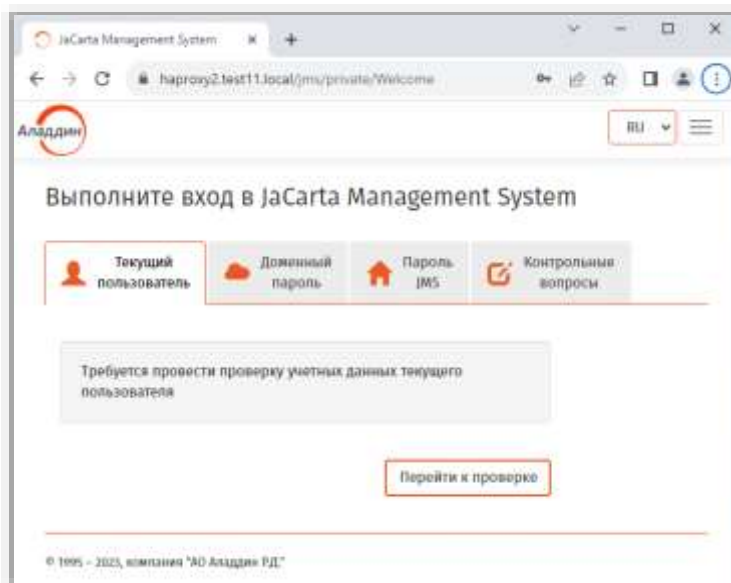 JaCarta Management System
haproxy2.test11.local/jms/private/Welcome
Аладдин
RU
Выполните вход в JaCarta Management System
Текущий
пользователь
Доменный
пароль
Пароль
JMS
Контрольные
вопросы
Требуется провести проверку учетных данных текущего
пользователя
Перейти к проверке
© 1995 – 2023, компания "АО Аладдин Р.Д."